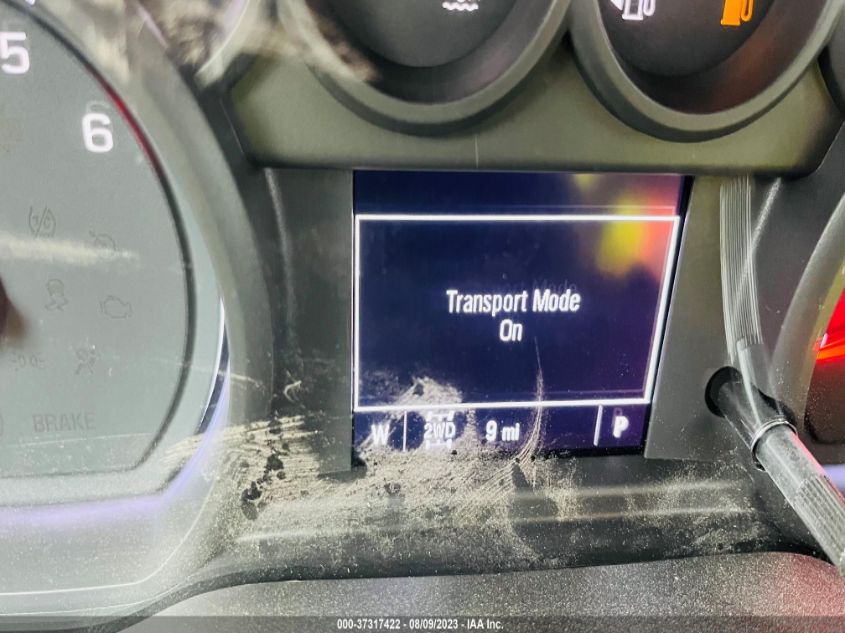 5
6
Transport Mode
On
BRAKE
W 2WD 9 mi P
000-37317422 - 08/09/2023 - IAA Inc.